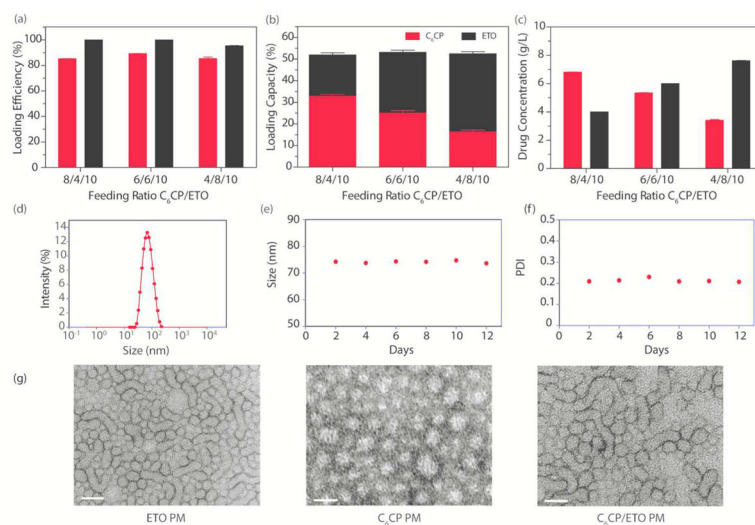 (a)
Loading Efficiency (%)
100
80
60
40
20
0
8/4/10 6/6/10 4/8/10
Feeding Ratio C₆CP/ETO
(b)
C₆CP ETO
Loading Capacity (%)
60
50
40
30
20
10
0
8/4/10 6/6/10 4/8/10
Feeding Ratio C₆CP/ETO
(c)
Drug Concentration (g/L)
10
8
6
4
2
0
8/4/10 6/6/10 4/8/10
Feeding Ratio C₆CP/ETO
(d)
Intensity (%)
14
12
10
8
6
4
2
0
10⁻¹ 10⁰ 10¹ 10² 10³ 10⁴
Size (nm)
(e)
Size (nm)
90
80
70
60
50
2 4 6 8 10 12
Days
(f)
PDI
0.5
0.4
0.3
0.2
0.1
0.0
2 4 6 8 10 12
Days
(g)
ETO PM
C₆CP PM
C₆CP/ETO PM